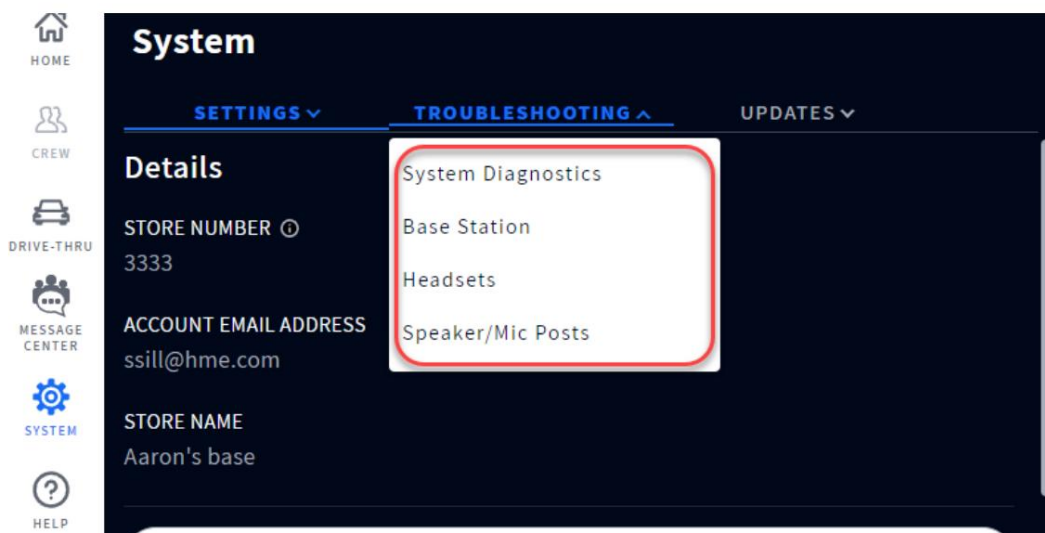 HOME
CREW
DRIVE-THRU
MESSAGE
CENTER
SYSTEM
HELP
System
SETTINGS
TROUBLESHOOTING
UPDATES
System Diagnostics
Base Station
Headsets
Speaker/Mic Posts
Details
STORE NUMBER
3333
ACCOUNT EMAIL ADDRESS
ssill@hme.com
STORE NAME
Aaron's base